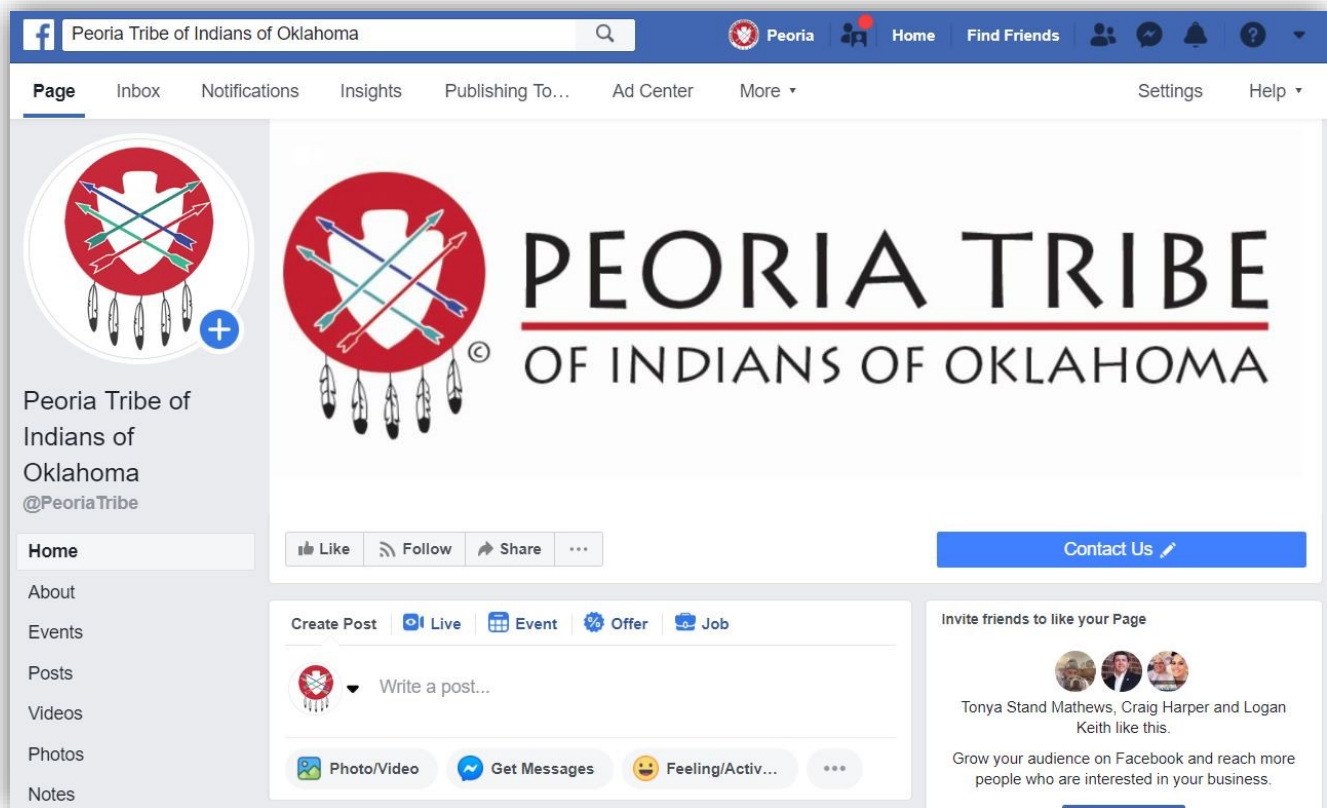 Peoria Tribe of Indians of Oklahoma
Peoria Home Find Friends
Page Inbox Notifications Insights Publishing To… Ad Center More Settings Help
PEORIA TRIBE
©
OF INDIANS OF OKLAHOMA
Peoria Tribe of
Indians of
Oklahoma
@PeoriaTribe
Home
About
Events
Posts
Videos
Photos
Notes
Like Follow Share ...
Contact Us
Create Post Live Event Offer Job
Write a post...
Photo/Video Get Messages Feeling/Activ… ...
Invite friends to like your Page
Tonya Stand Mathews, Craig Harper and Logan
Keith like this.
Grow your audience on Facebook and reach more
people who are interested in your business.